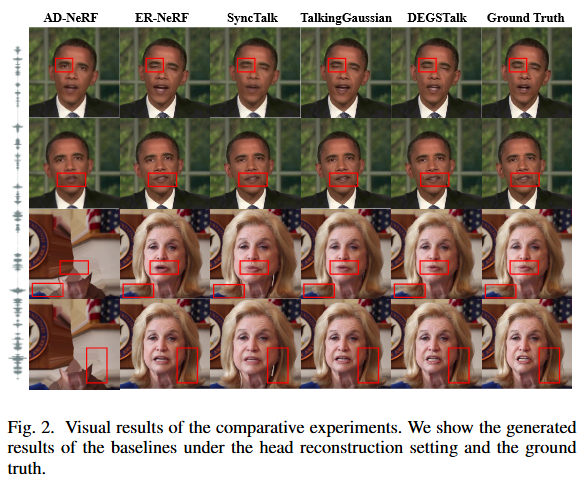 AD-NeRF ER-NeRF SyncTalk TalkingGaussian DEGSTalk Ground Truth
Fig. 2. Visual results of the comparative experiments. We show the generated
results of the baselines under the head reconstruction setting and the ground
truth.